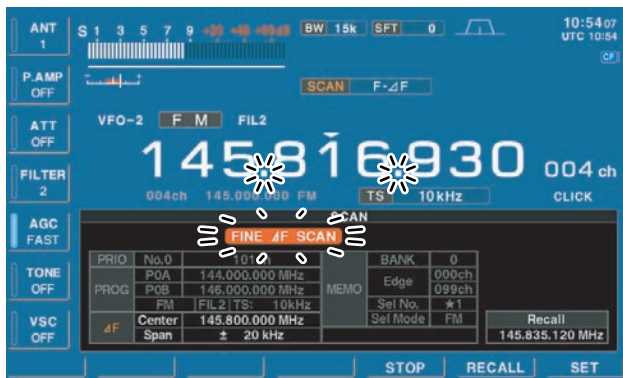 ANT
1
S 1 3 5 7 9 +20 +40 +60dB
BW 15k SFT 0
10:54 07
UTC 10:54
CF
P.AMP
OFF
SCAN F-⊿F
ATT
OFF
VFO-2 FM FIL2
145.816.930
004 ch
FILTER
2
004ch 145.000.000 FM
TS 10kHz
CLICK
AGC
FAST
SCAN
FINE ⊿F SCAN
PRIO No.0 101ch BANK 0
PROG P0A 144.000.000 MHz MEMO Edge 000ch
P0B 146.000.000 MHz 099ch
FM FIL2 TS: 10kHz Sel No. ★1
⊿F Center 145.800.000 MHz Sel Mode FM
Span ± 20 kHz
TONE
OFF
VSC
OFF
Recall
145.835.120 MHz
STOP RECALL SET